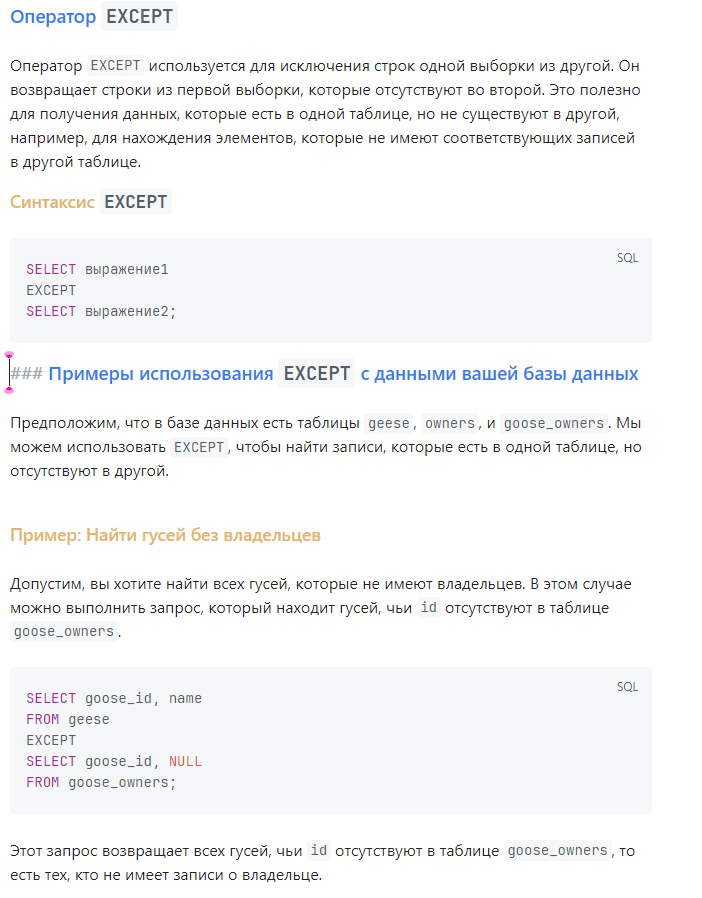 Оператор EXCEPT
Оператор EXCEPT используется для исключения строк одной выборки из другой. Он
возвращает строки из первой выборки, которые отсутствуют во второй. Это полезно
для получения данных, которые есть в одной таблице, но не существуют в другой,
например, для нахождения элементов, которые не имеют соответствующих записей
в другой таблице.
Синтаксис EXCEPT
SQL
SELECT выражение1
EXCEPT
SELECT выражение2;
### Примеры использования EXCEPT с данными вашей базы данных
Предположим, что в базе данных есть таблицы geese, owners, и goose_owners. Мы
можем использовать EXCEPT, чтобы найти записи, которые есть в одной таблице, но
отсутствуют в другой.
Пример: Найти гусей без владельцев
Допустим, вы хотите найти всех гусей, которые не имеют владельцев. В этом случае
можно выполнить запрос, который находит гусей, чьи id отсутствуют в таблице
goose_owners.
SQL
SELECT goose_id, name
FROM geese
EXCEPT
SELECT goose_id, NULL
FROM goose_owners;
Этот запрос возвращает всех гусей, чьи id отсутствуют в таблице goose_owners, то
есть тех, кто не имеет записи о владельце.